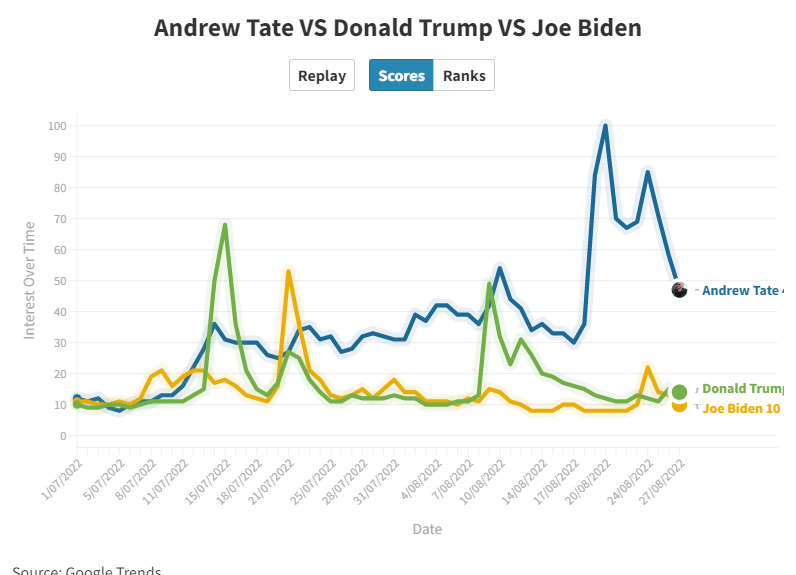 Andrew Tate VS Donald Trump VS Joe Biden
Replay Scores Ranks
100
90
80
70
60
50
40
30
20
10
0
Interest Over Time
Andrew Tate
Donald Trump
Joe Biden 10
1/07/2022 5/07/2022 8/07/2022 11/07/2022 15/07/2022 18/07/2022 21/07/2022 25/07/2022 28/07/2022 31/07/2022 4/08/2022 7/08/2022 10/08/2022 14/08/2022 17/08/2022 20/08/2022 24/08/2022 27/08/2022
Date
Source: Google Trends